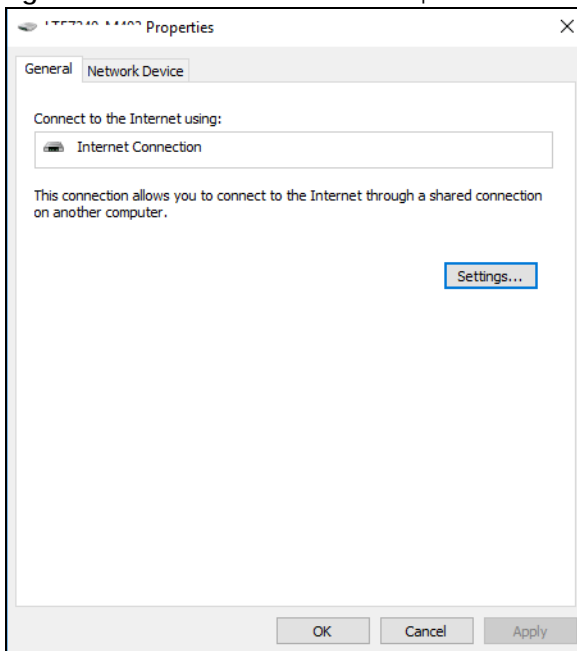 Properties
General Network Device
Connect to the Internet using:
Internet Connection
This connection allows you to connect to the Internet through a shared connection
on another computer.
Settings...
OK Cancel Apply